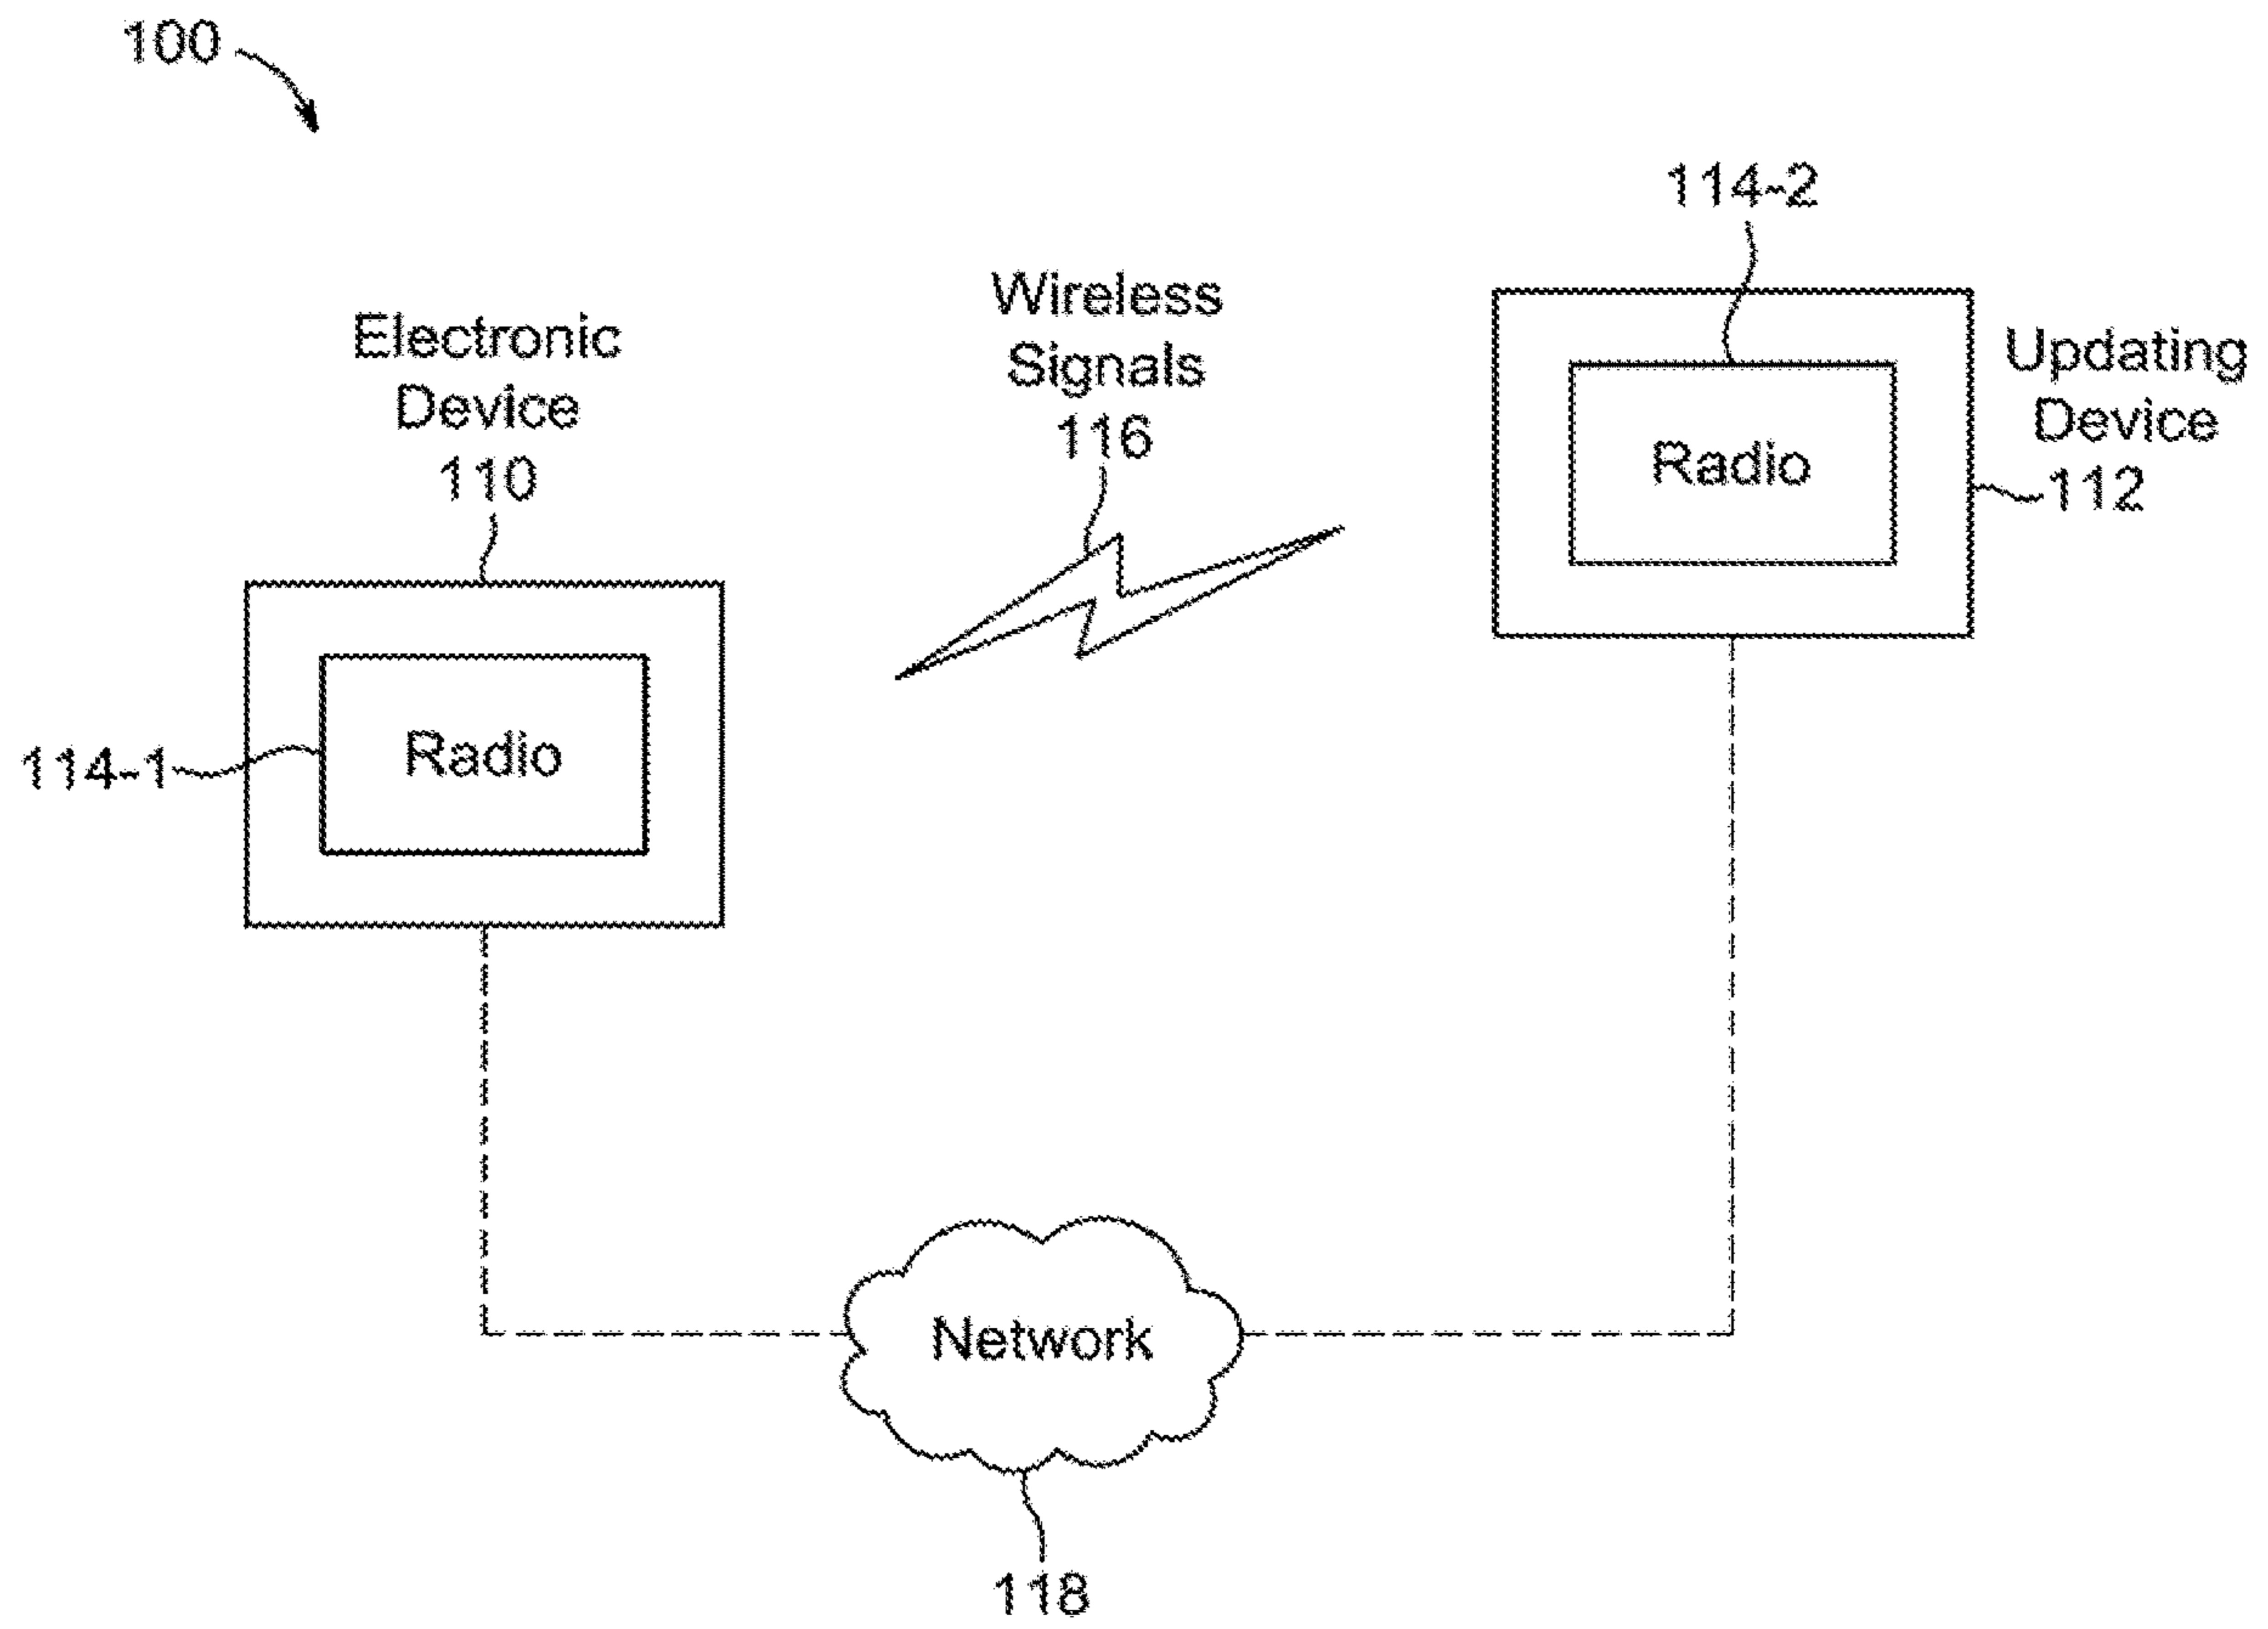 100
114-2
Wireless
Signals
116
Electronic
Device
110
Updating
Device
112
Radio
Radio
114-1
Network
118